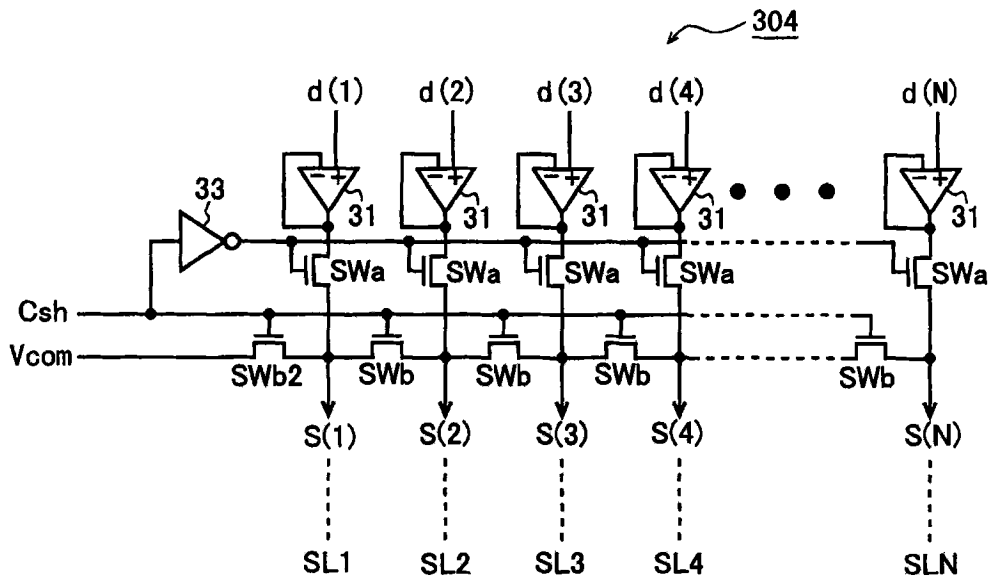 304
d(1) d(2) d(3) d(4) d(N)
33
31 31 31 31 31
SWa SWa SWa SWa SWa
Csh
Vcom
SWb2 SWb SWb SWb SWb
S(1) S(2) S(3) S(4) S(N)
SL1 SL2 SL3 SL4 SLN